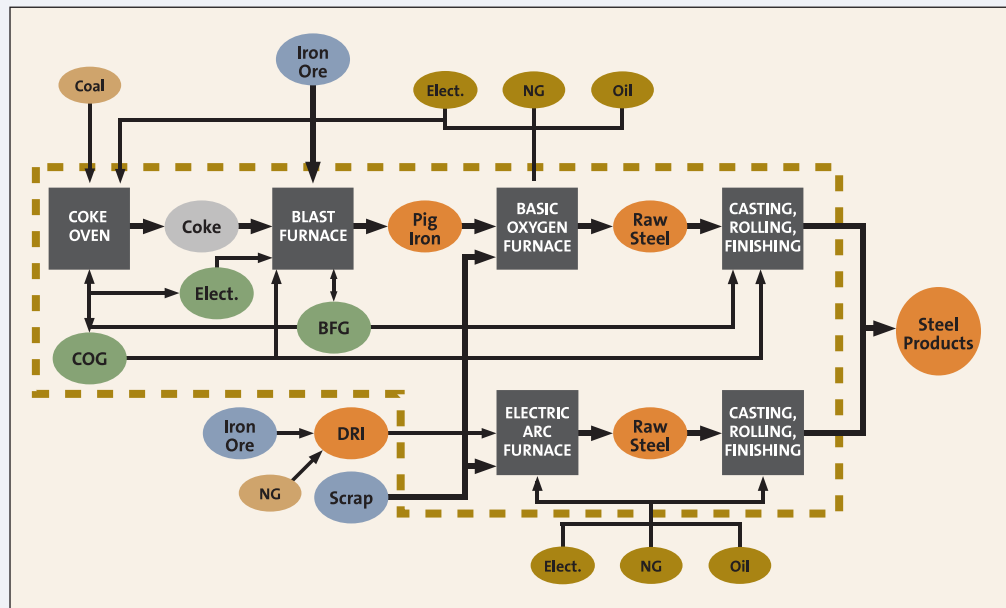 Iron
Ore
Coal
Elect.
NG
Oil
COKE
OVEN
Coke
BLAST
FURNACE
Pig
Iron
BASIC
OXYGEN
FURNACE
Raw
Steel
CASTING,
ROLLING,
FINISHING
Elect.
BFG
COG
Steel
Products
Iron
Ore
DRI
ELECTRIC
ARC
FURNACE
Raw
Steel
CASTING,
ROLLING,
FINISHING
NG
Scrap
Elect.
NG
Oil